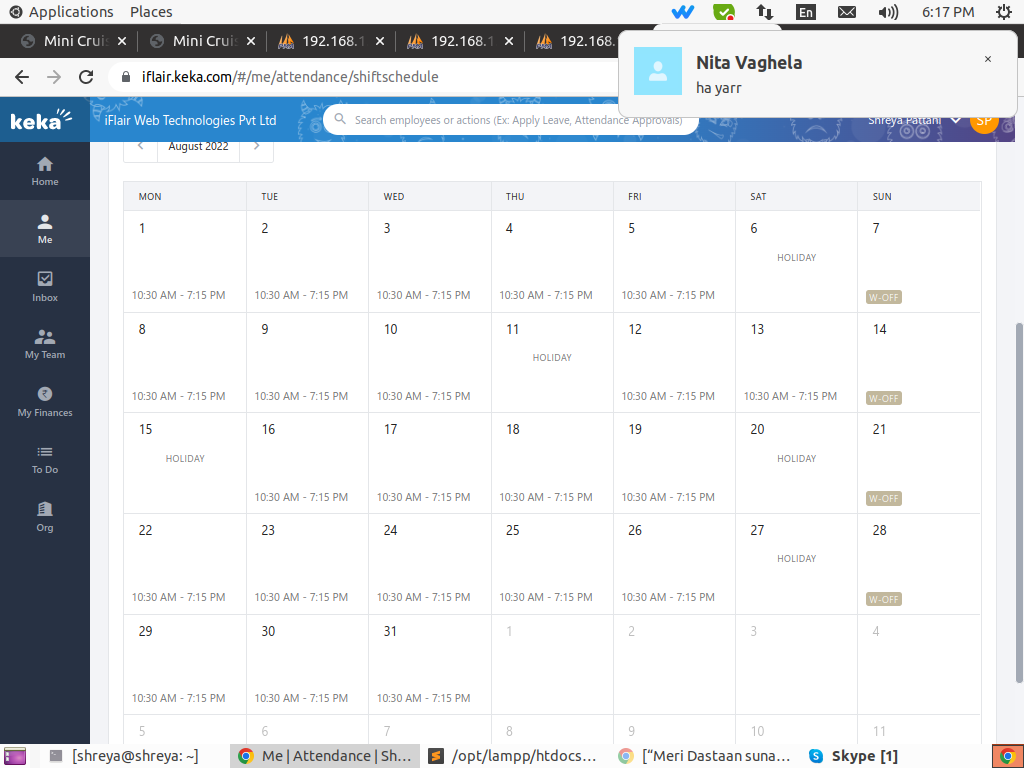 Applications Places En 6:17 PM
Mini Crui × Mini Crui × 192.168.1 × 192.168.1 × 192.168.
Nita Vaghela ×
ha yarr
iflair.keka.com/#/me/attendance/shiftschedule
keka iFlair Web Technologies Pvt Ltd Search employees or actions (Ex: Apply Leave, Attendance Approvals) Shreya Pattani SP
Home
Me
Inbox
My Team
My Finances
To Do
Org
< August 2022 >
MON TUE WED THU FRI SAT SUN
1 2 3 4 5 6 7
HOLIDAY
10:30 AM - 7:15 PM 10:30 AM - 7:15 PM 10:30 AM - 7:15 PM 10:30 AM - 7:15 PM 10:30 AM - 7:15 PM W-OFF
8 9 10 11 12 13 14
HOLIDAY
10:30 AM - 7:15 PM 10:30 AM - 7:15 PM 10:30 AM - 7:15 PM 10:30 AM - 7:15 PM 10:30 AM - 7:15 PM W-OFF
15 16 17 18 19 20 21
HOLIDAY HOLIDAY
10:30 AM - 7:15 PM 10:30 AM - 7:15 PM 10:30 AM - 7:15 PM 10:30 AM - 7:15 PM W-OFF
22 23 24 25 26 27 28
HOLIDAY
10:30 AM - 7:15 PM 10:30 AM - 7:15 PM 10:30 AM - 7:15 PM 10:30 AM - 7:15 PM 10:30 AM - 7:15 PM W-OFF
29 30 31 1 2 3 4
10:30 AM - 7:15 PM 10:30 AM - 7:15 PM 10:30 AM - 7:15 PM
5 6 7 8 9 10 11
[shreya@shreya: ~] Me | Attendance | Sh... /opt/lampp/htdocs... ["Meri Dastaan suna... Skype [1]